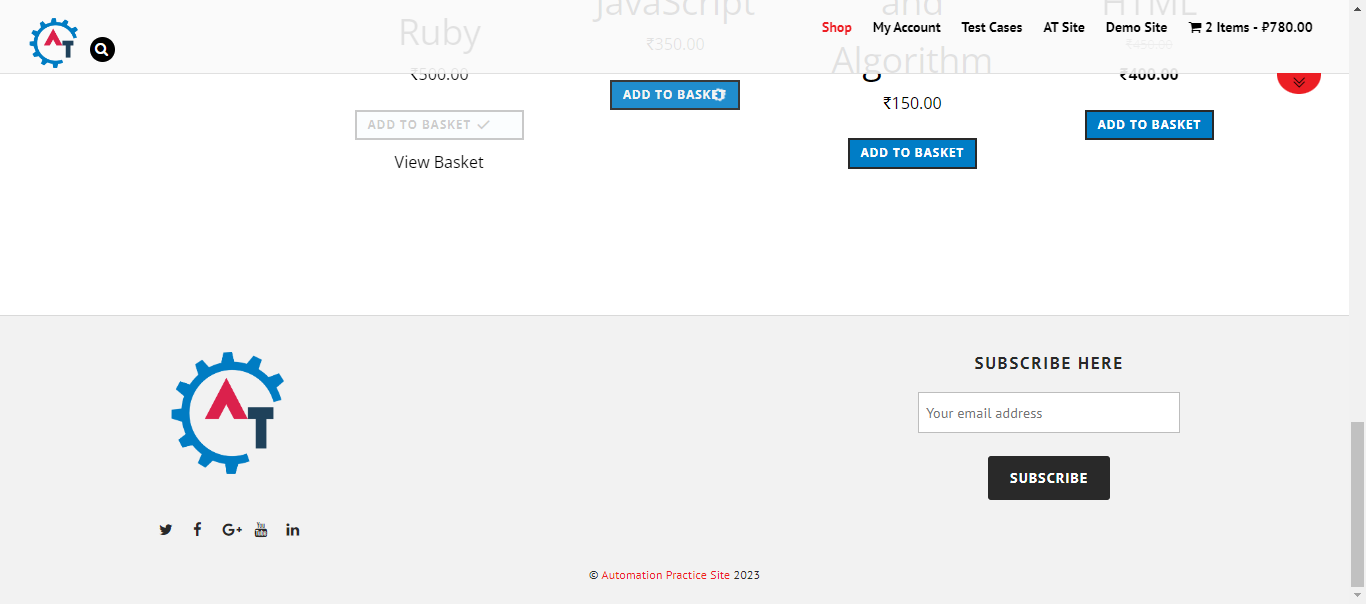 Shop My Account Test Cases AT Site Demo Site 2 Items - ₽780.00
Ruby
₹500.00
ADD TO BASKET
View Basket
JavaScript
₹350.00
ADD TO BASKET
and
Algorithm
₹150.00
ADD TO BASKET
HTML
₹450.00
₹400.00
ADD TO BASKET
AT
SUBSCRIBE HERE
Your email address
SUBSCRIBE
© Automation Practice Site 2023